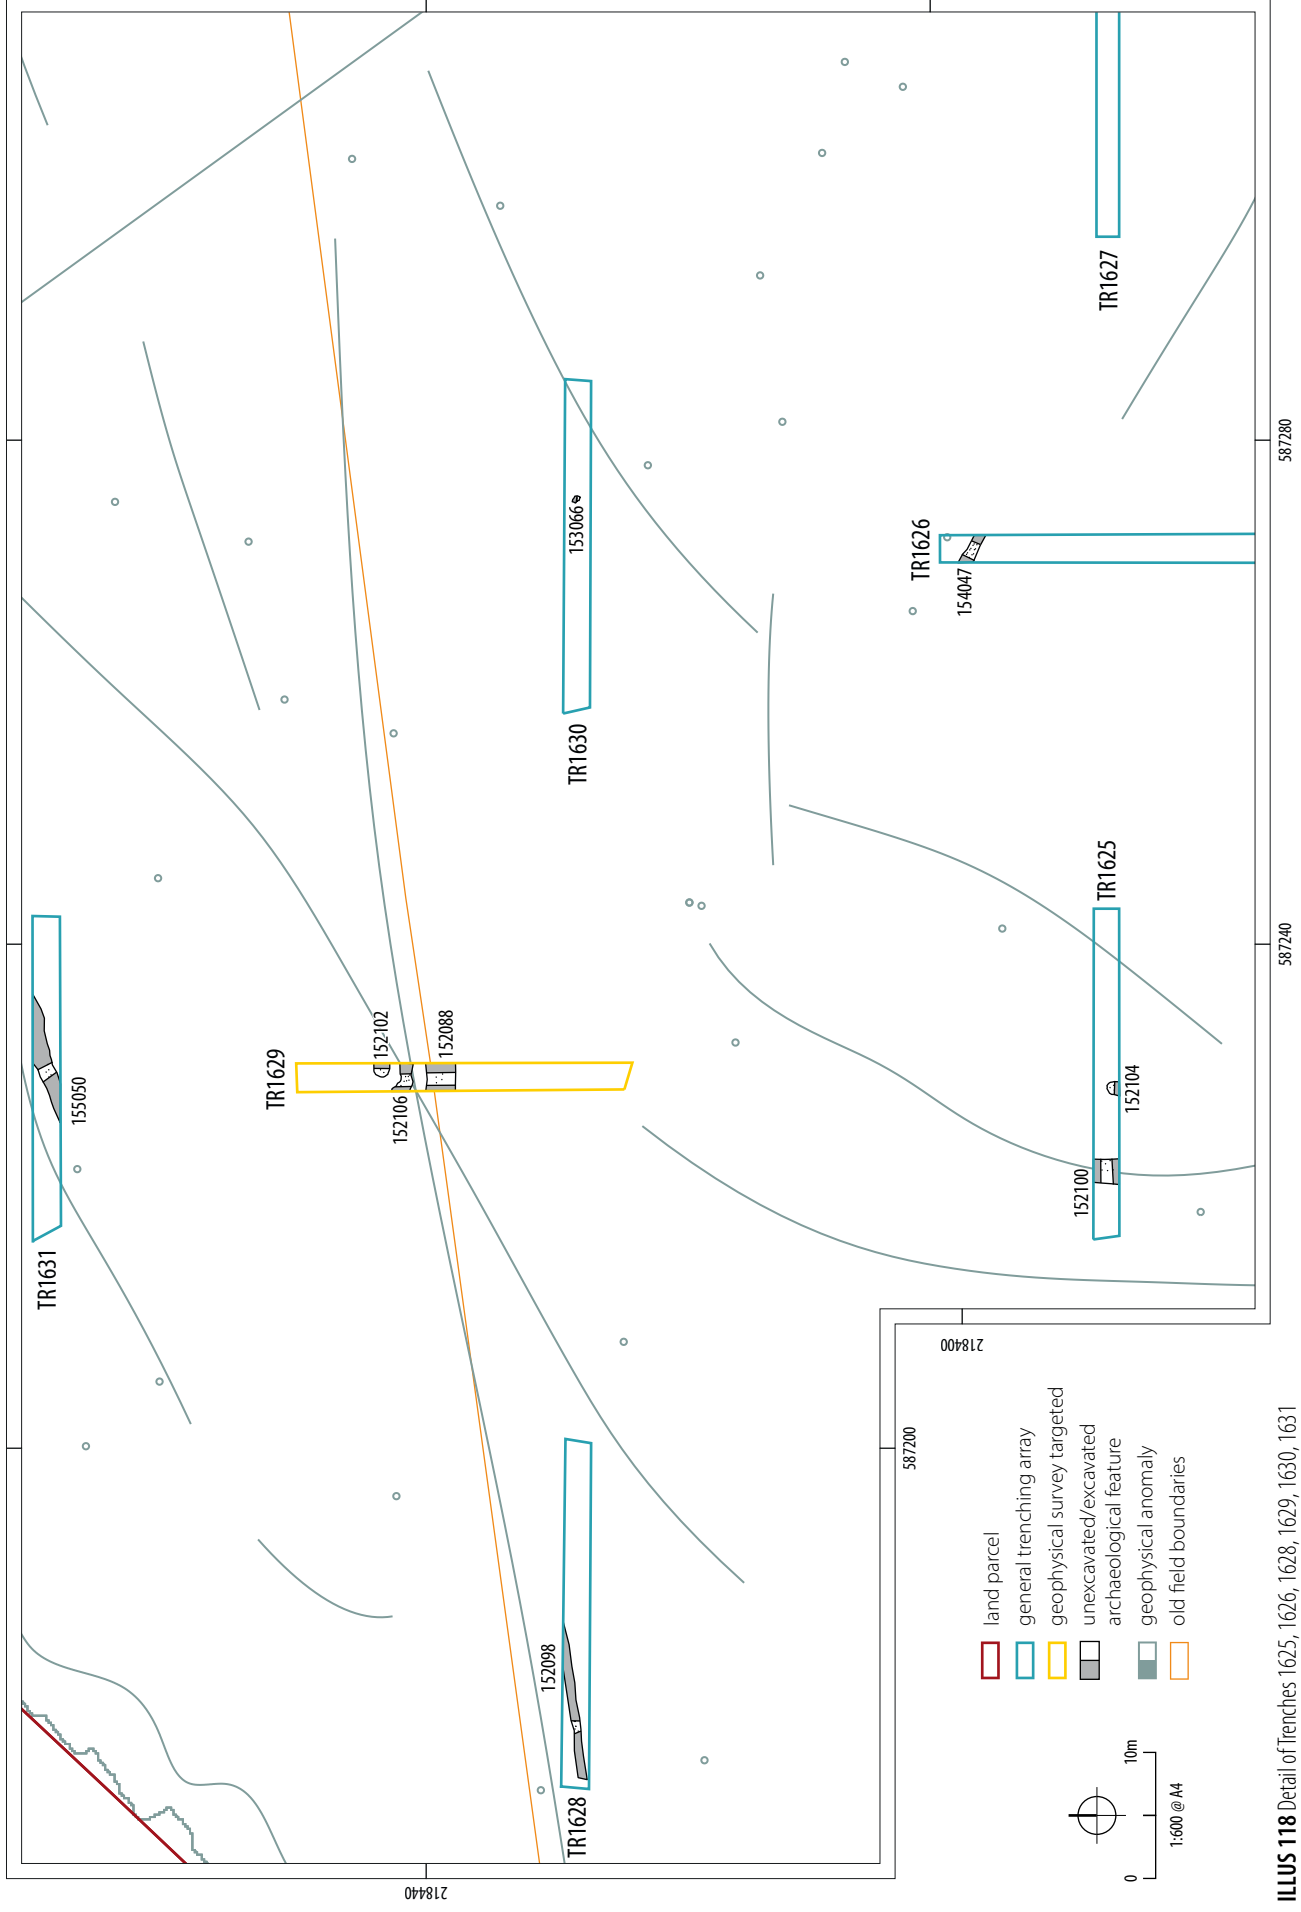 TR1631
155050
TR1629
152102
152106
152088
TR1628
152098
TR1630
153066
TR1626
154047
TR1627
TR1625
152100
152104
218440
218400
587200
587240
587280
land parcel
general trenching array
geophysical survey targeted
unexcavated/excavated
archaeological feature
geophysical anomaly
old field boundaries
0
10m
1:600 @ A4
ILLUS 118 Detail of Trenches 1625, 1626, 1628, 1629, 1630, 1631